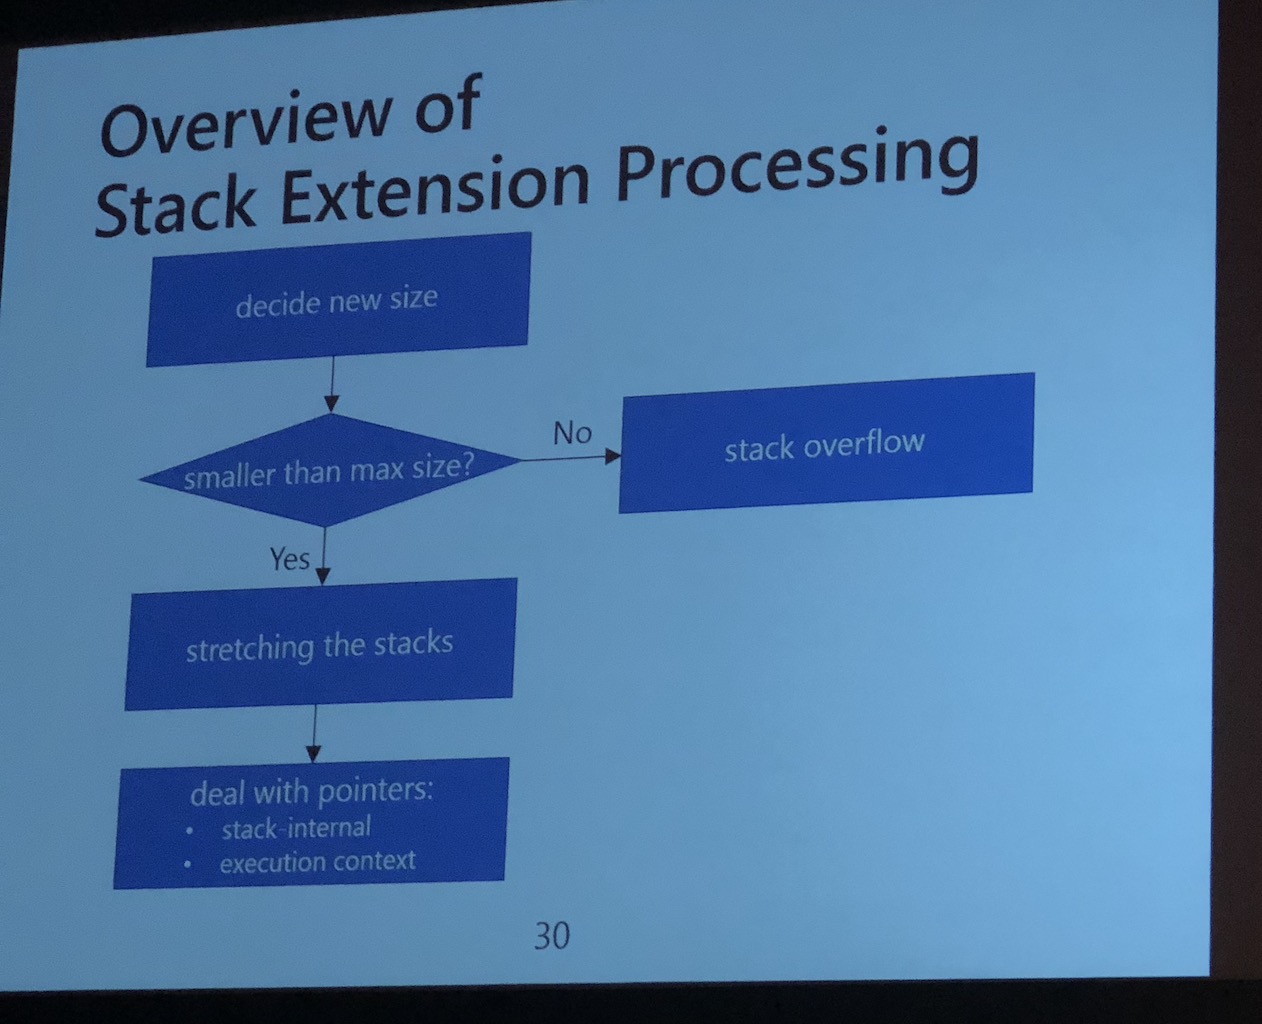 Overview of
Stack Extension Processing
decide new size
smaller than max size?
No
stack overflow
Yes
stretching the stacks
deal with pointers:
• stack-internal
• execution context
30